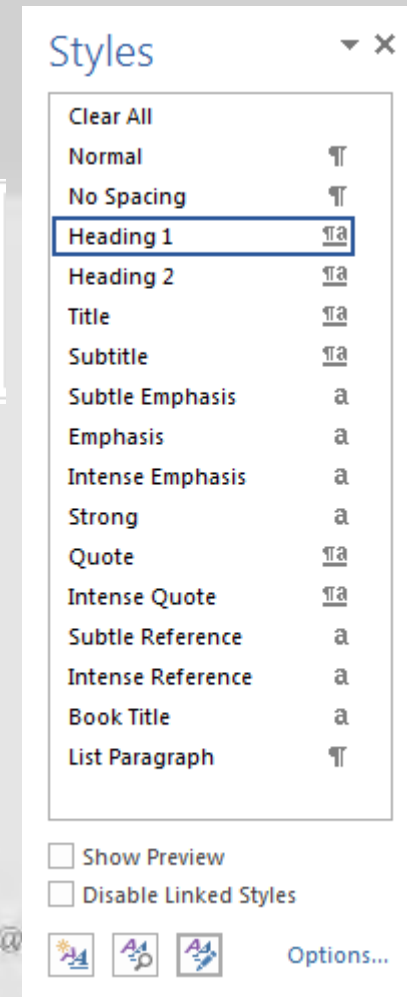 Styles
Clear All
Normal ¶
No Spacing ¶
Heading 1 ¶a
Heading 2 ¶a
Title ¶a
Subtitle ¶a
Subtle Emphasis a
Emphasis a
Intense Emphasis a
Strong a
Quote ¶a
Intense Quote ¶a
Subtle Reference a
Intense Reference a
Book Title a
List Paragraph ¶
Show Preview
Disable Linked Styles
@
Options...